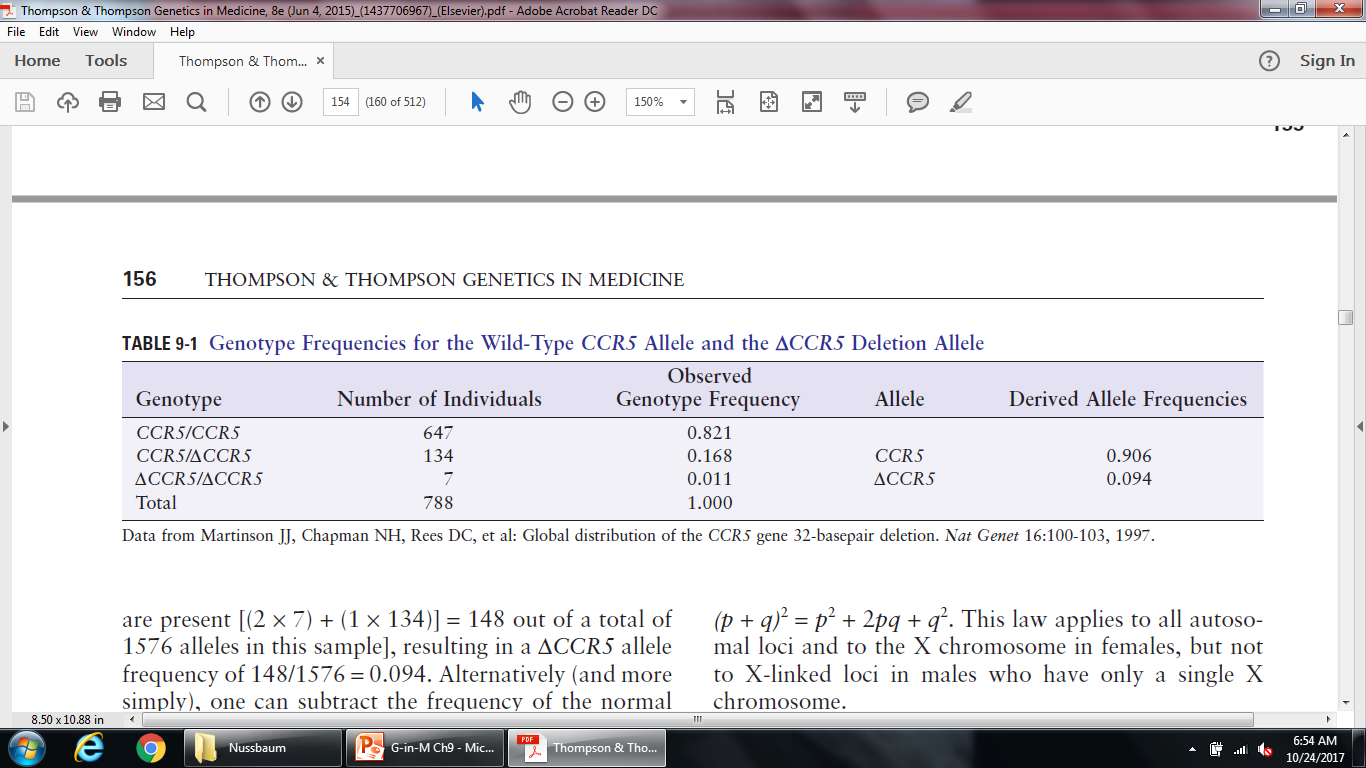 Thompson & Thompson Genetics in Medicine, 8e (Jun 4, 2015)_(1437706967)_(Elsevier).pdf - Adobe Acrobat Reader DC
File Edit View Window Help
Home Tools Thompson & Thom... × ? Sign In
154 (160 of 512) 150%
156 THOMPSON & THOMPSON GENETICS IN MEDICINE
TABLE 9-1 Genotype Frequencies for the Wild-Type CCR5 Allele and the ΔCCR5 Deletion Allele
Observed
Genotype Number of Individuals Genotype Frequency Allele Derived Allele Frequencies
CCR5/CCR5 647 0.821
CCR5/ΔCCR5 134 0.168 CCR5 0.906
ΔCCR5/ΔCCR5 7 0.011 ΔCCR5 0.094
Total 788 1.000
Data from Martinson JJ, Chapman NH, Rees DC, et al: Global distribution of the CCR5 gene 32-basepair deletion. Nat Genet 16:100-103, 1997.
are present [(2 × 7) + (1 × 134)] = 148 out of a total of
1576 alleles in this sample], resulting in a ΔCCR5 allele
frequency of 148/1576 = 0.094. Alternatively (and more
simply), one can subtract the frequency of the normal
(p + q)² = p² + 2pq + q². This law applies to all autoso-
mal loci and to the X chromosome in females, but not
to X-linked loci in males who have only a single X
chromosome.
8.50 x 10.88 in
Nussbaum G-in-M Ch9 - Mic... PDF Thompson & Tho... 6:54 AM
10/24/2017